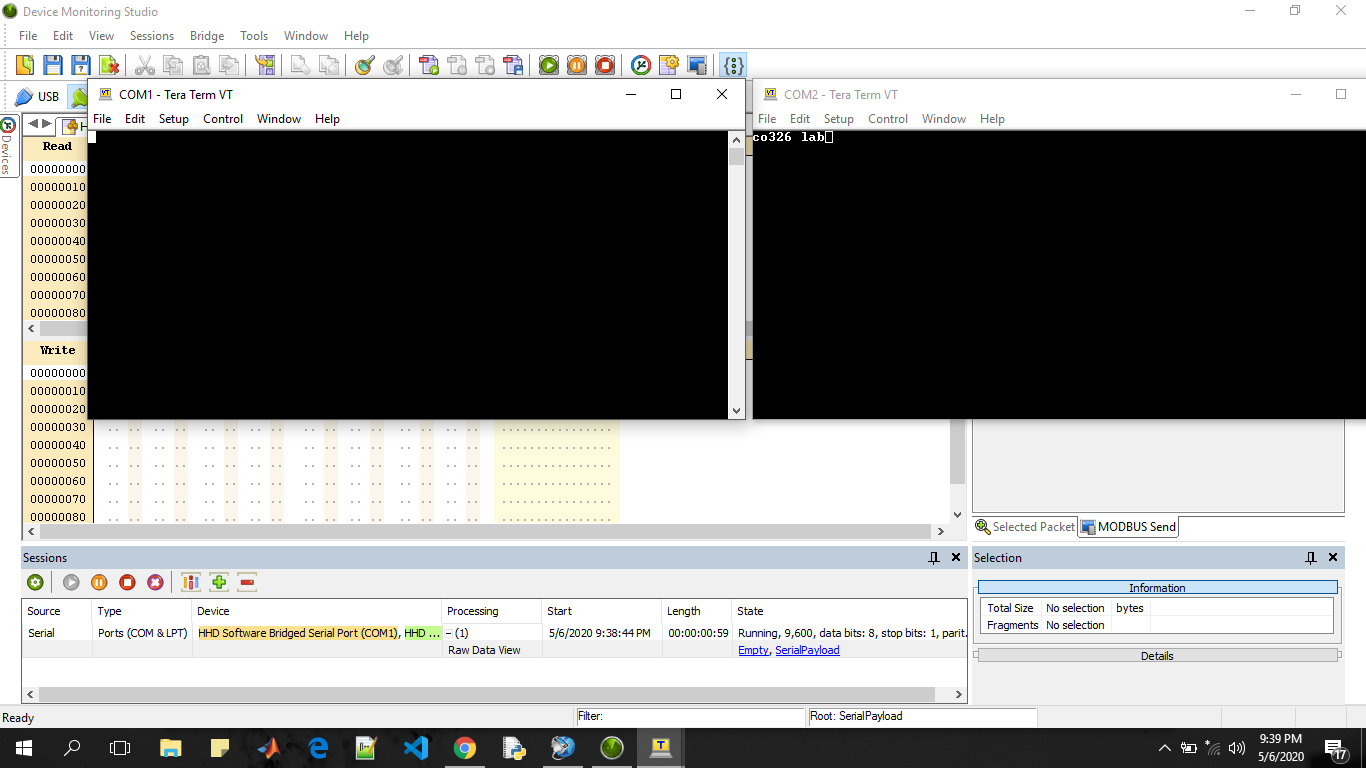 Device Monitoring Studio
File Edit View Sessions Bridge Tools Window Help
USB
COM1 - Tera Term VT
File Edit Setup Control Window Help
COM2 - Tera Term VT
File Edit Setup Control Window Help
co326 lab
Devices
Read
00000000
00000010
00000020
00000030
00000040
00000050
00000060
00000070
00000080
Write
00000000
00000010
00000020
00000030
00000040
00000050
00000060
00000070
00000080
Selected Packet MODBUS Send
Sessions
Source Type Device Processing Start Length State
Serial Ports (COM & LPT) HHD Software Bridged Serial Port (COM1), HHD ... (1) 5/6/2020 9:38:44 PM 00:00:00:59 Running, 9,600, data bits: 8, stop bits: 1, parit.
Raw Data View Empty, SerialPayload
Selection
Information
Total Size No selection bytes
Fragments No selection
Details
Ready Filter: Root: SerialPayload
9:39 PM
5/6/2020
17